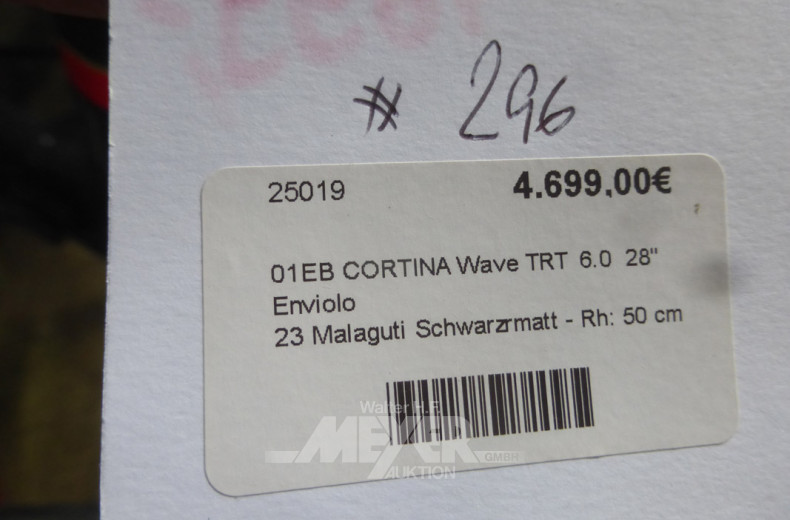 # 296
25019 4.699,00€
01EB CORTINA Wave TRT 6.0 28"
Enviolo
23 Malaguti Schwarzrmatt - Rh: 50 cm
Walter H.F.
MEYER
GMBH
AUKTION